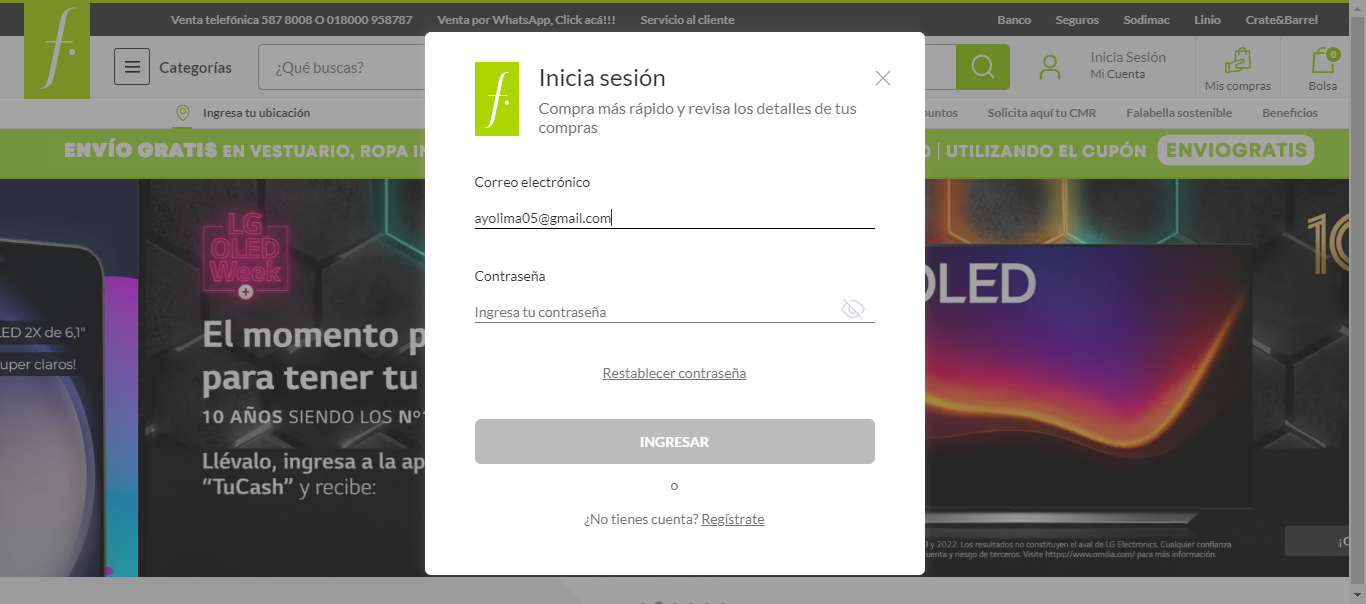 Venta telefónica 587 8008 O 018000 958787
Venta por WhatsApp, Click acá!!!
Servicio al cliente
Banco
Seguros
Sodimac
Linio
Crate&Barrel
f.
Categorías
¿Qué buscas?
Inicia Sesión
Mi Cuenta
Mis compras
0
Bolsa
Ingresa tu ubicación
puntos
Solicita aquí tu CMR
Falabella sostenible
Beneficios
ENVÍO GRATIS EN VESTUARIO, ROPA IN
| UTILIZANDO EL CUPÓN ENVIOGRATIS
f.
Inicia sesión
Compra más rápido y revisa los detalles de tus
compras
Correo electrónico
ayolima05@gmail.com
Contraseña
Ingresa tu contraseña
Restablecer contraseña
INGRESAR
o
¿No tienes cuenta? Regístrate
LED 2X de 6,1"
uper claros!
LG
OLED
Week
El momento p
para tener tu
10 AÑOS SIENDO LOS Nº1
Llévalo, ingresa a la ap
“TuCash” y recibe:
OLED
10
y 2022. Los resultados no constituyen el aval de LG Electronics. Cualquier confianza
cuenta y riesgo de terceros. Visite https://www.omdia.com/ para más información.